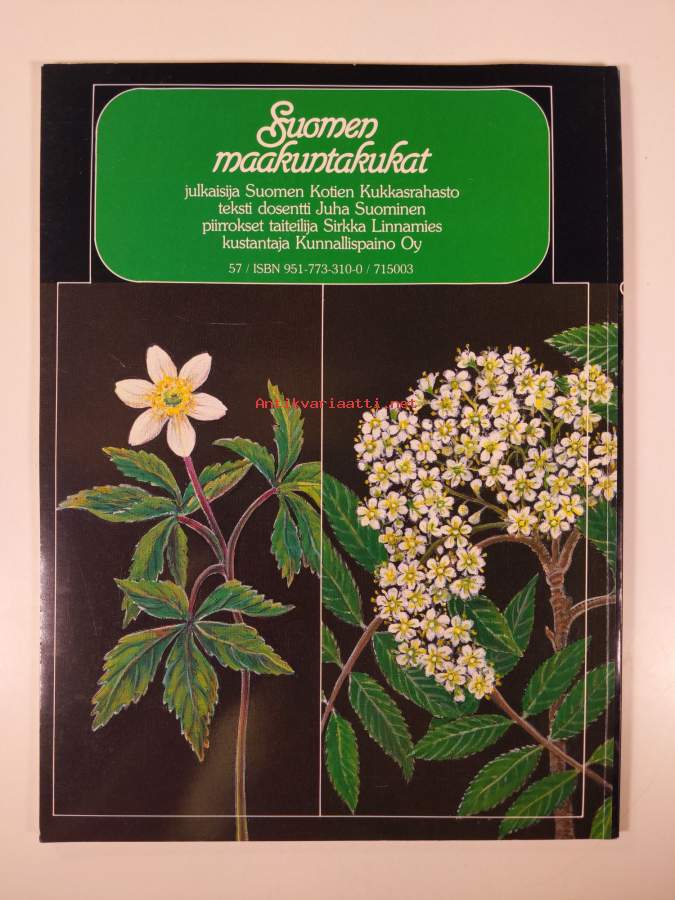 Suomen
maakuntakukat
julkaisija Suomen Kotien Kukkasrahasto
teksti dosentti Juha Suominen
piirrokset taiteilija Sirkka Linnamies
kustantaja Kunnallispaino Oy
57 / ISBN 951-773-310-0 / 715003
Antikvariaatti.net